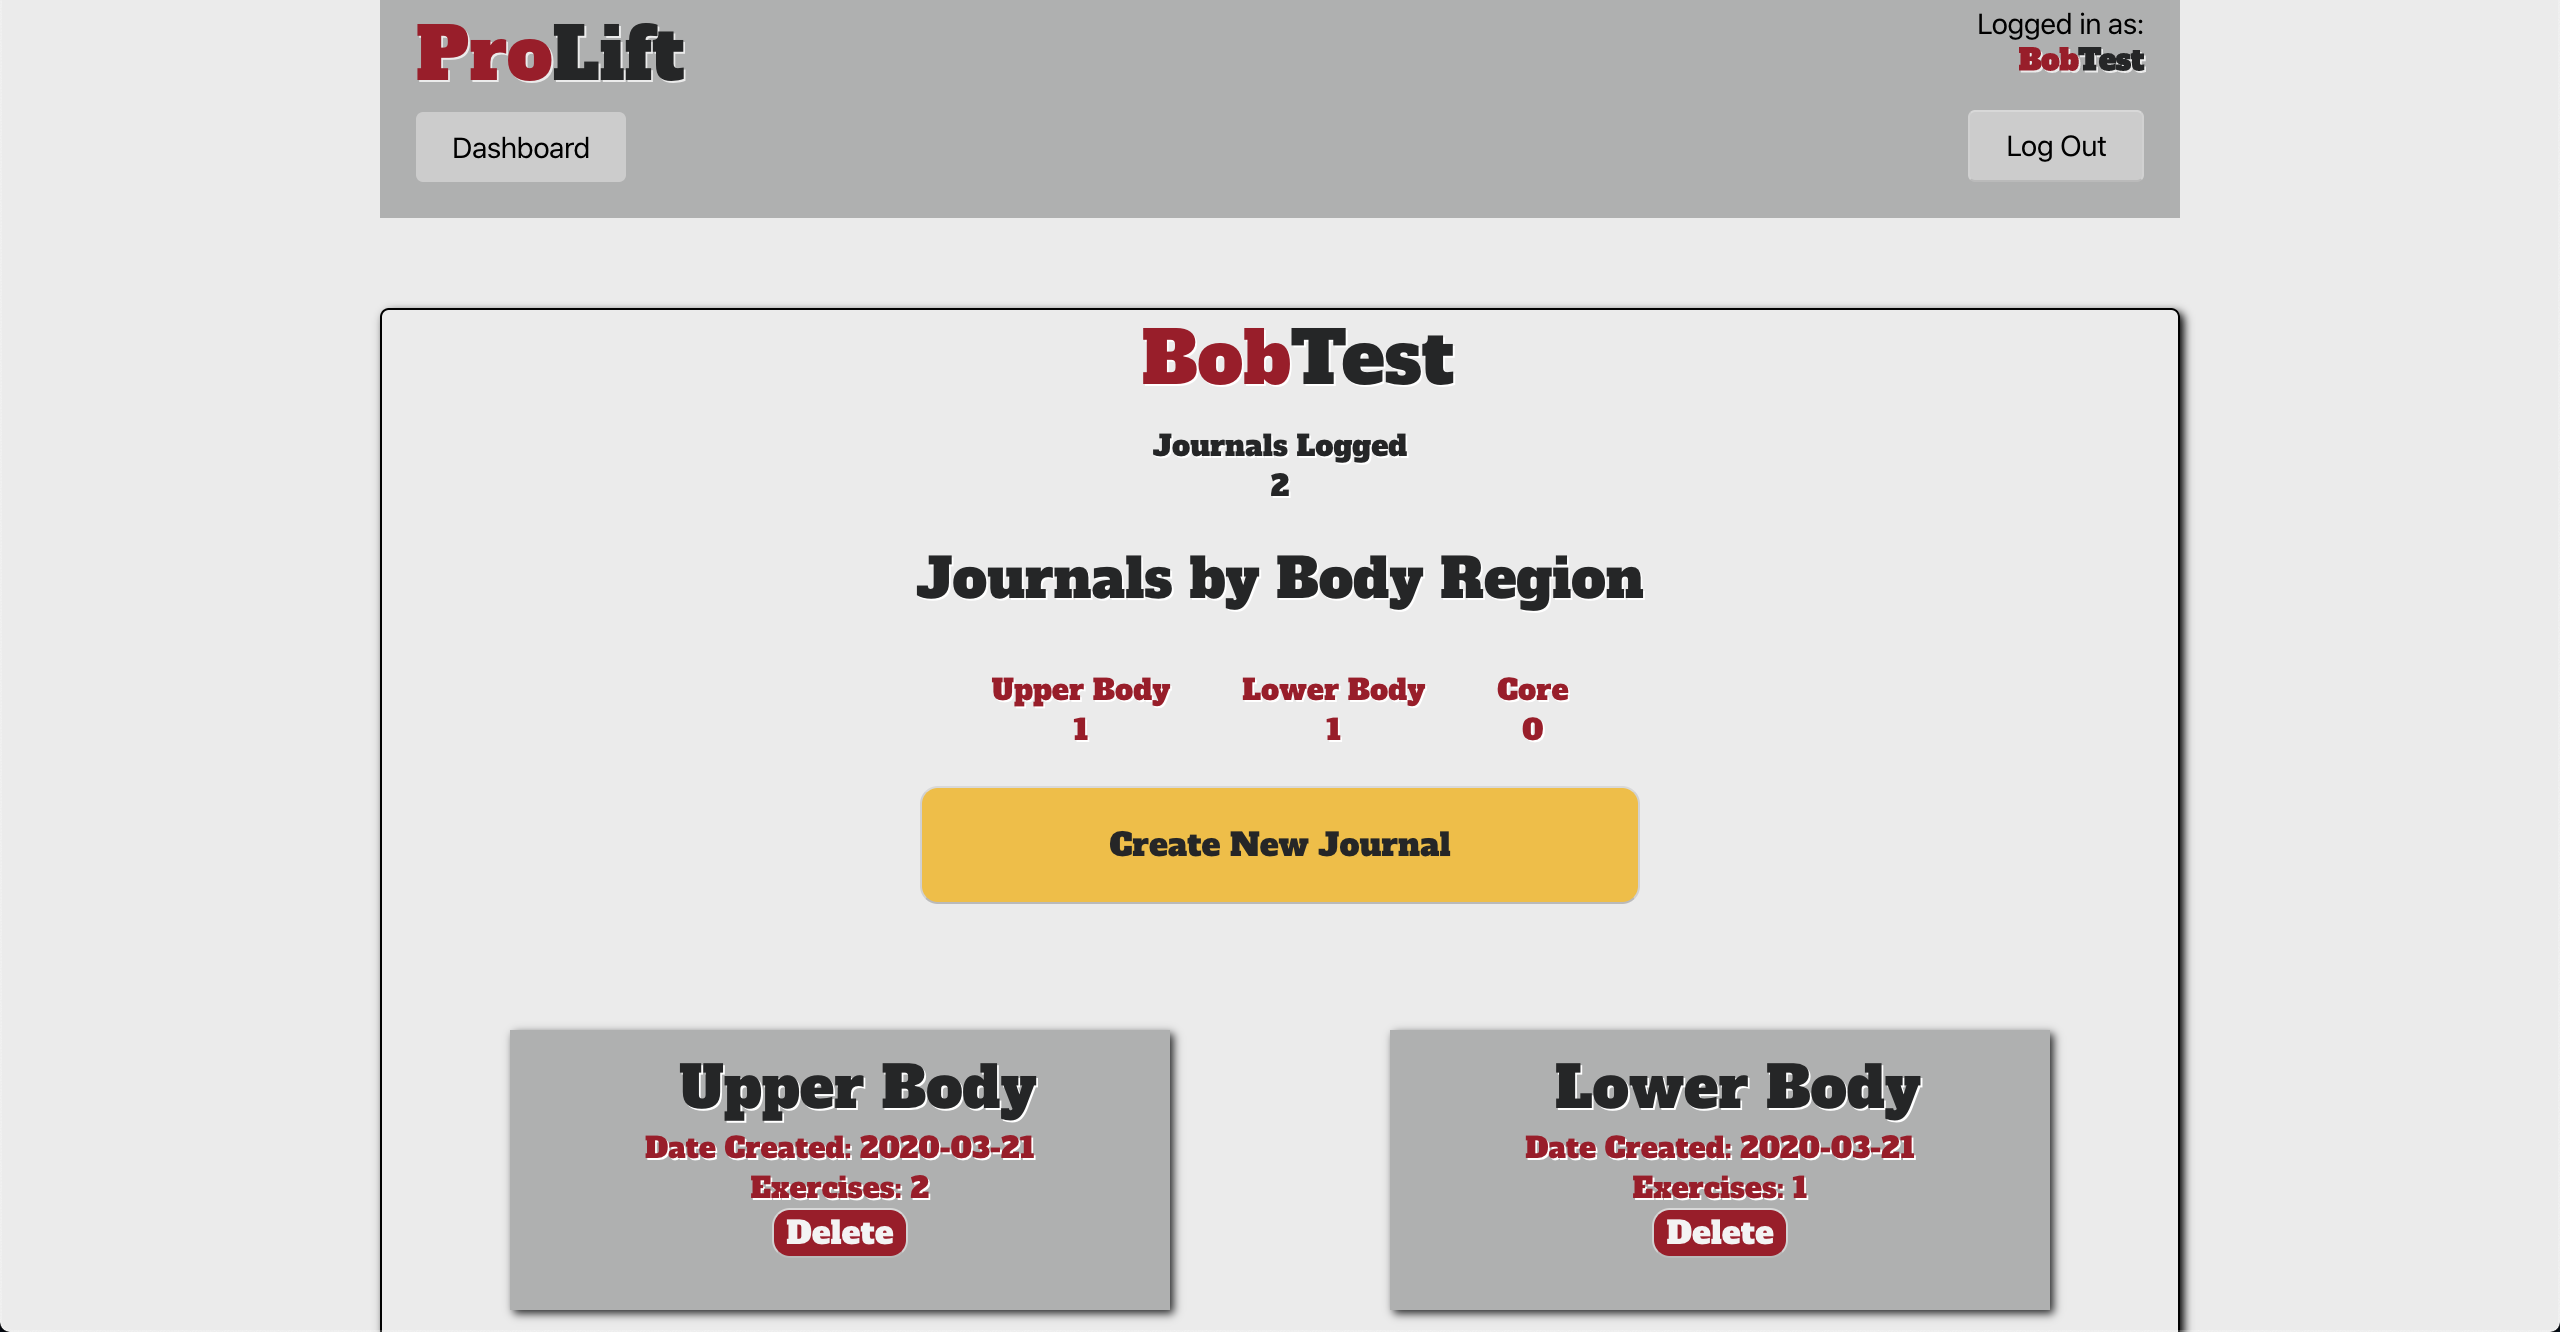 ProLift
Logged in as:
BobTest
Dashboard
Log Out
BobTest
Journals Logged
2
Journals by Body Region
Upper Body
1
Lower Body
1
Core
0
Create New Journal
Upper Body
Date Created: 2020-03-21
Exercises: 2
Delete
Lower Body
Date Created: 2020-03-21
Exercises: 1
Delete